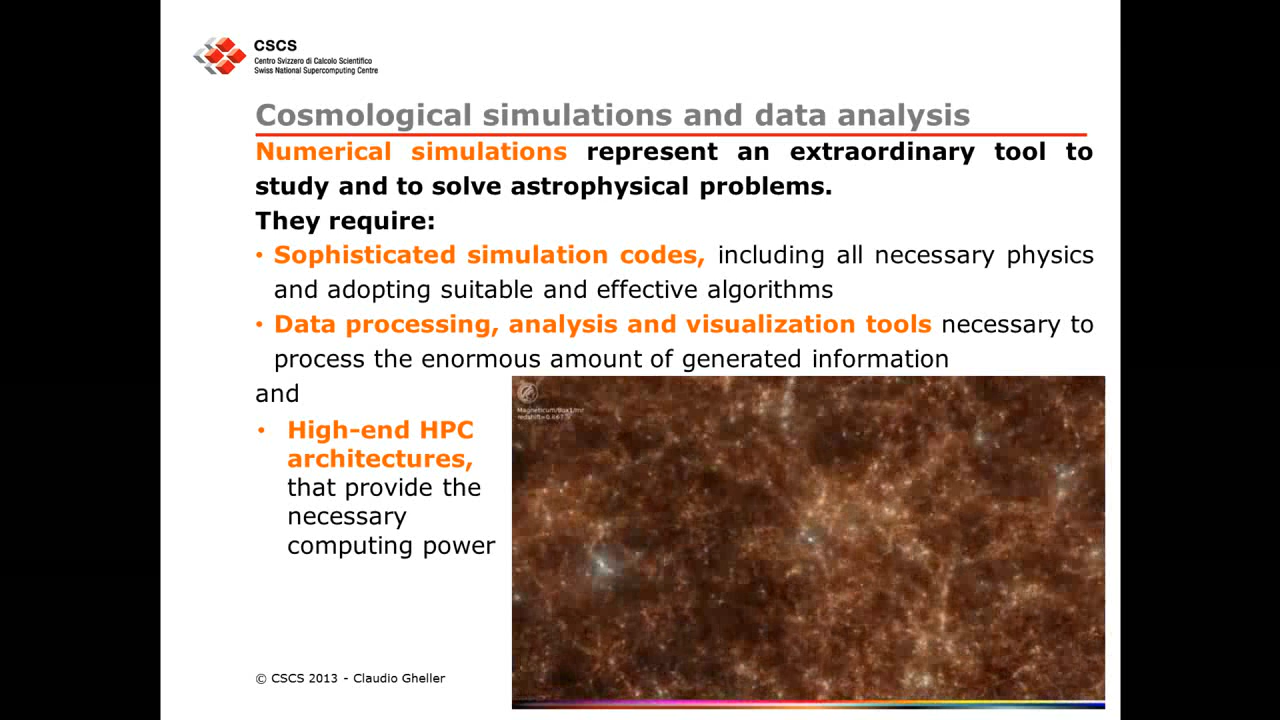 CSCS
Centro Svizzero di Calcolo Scientifico
Swiss National Supercomputing Centre
Cosmological simulations and data analysis
Numerical simulations represent an extraordinary tool to
study and to solve astrophysical problems.
They require:
• Sophisticated simulation codes, including all necessary physics
and adopting suitable and effective algorithms
• Data processing, analysis and visualization tools necessary to
process the enormous amount of generated information
and
• High-end HPC
architectures,
that provide the
necessary
computing power
Magneticum/Box1/mr
© CSCS 2013 - Claudio Gheller